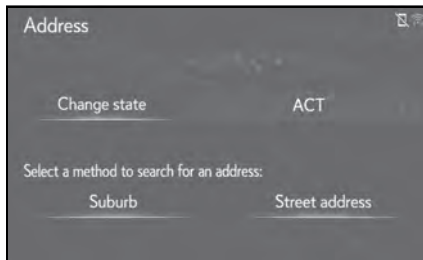 Address
Change state ACT
Select a method to search for an address:
Suburb Street address